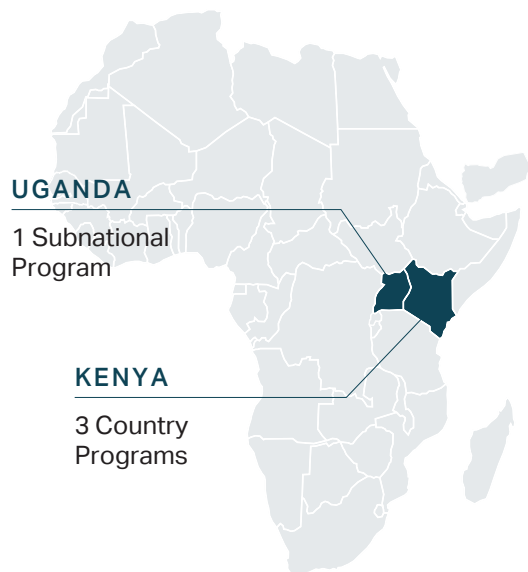 UGANDA
1 Subnational
Program
KENYA
3 Country
Programs